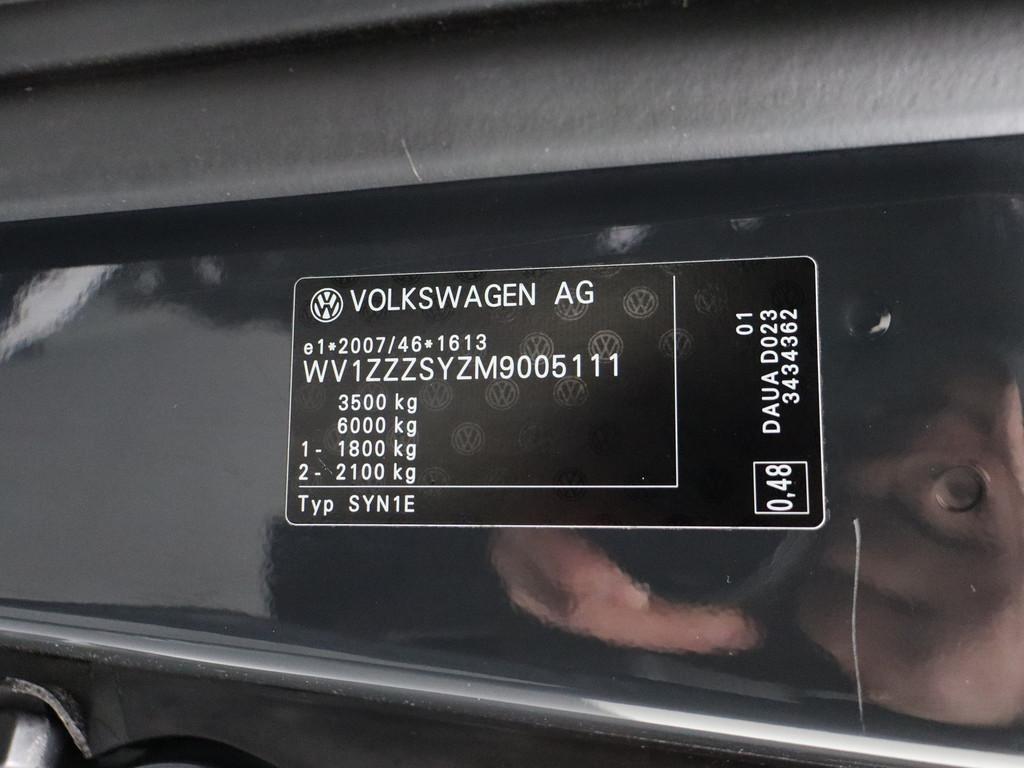 VOLKSWAGEN AG
e1*2007/46*1613
WV1ZZZSYZM9005111
3500 kg
6000 kg
1- 1800 kg
2- 2100 kg
Typ SYN1E
01
DAUA D023
3434362
0,48